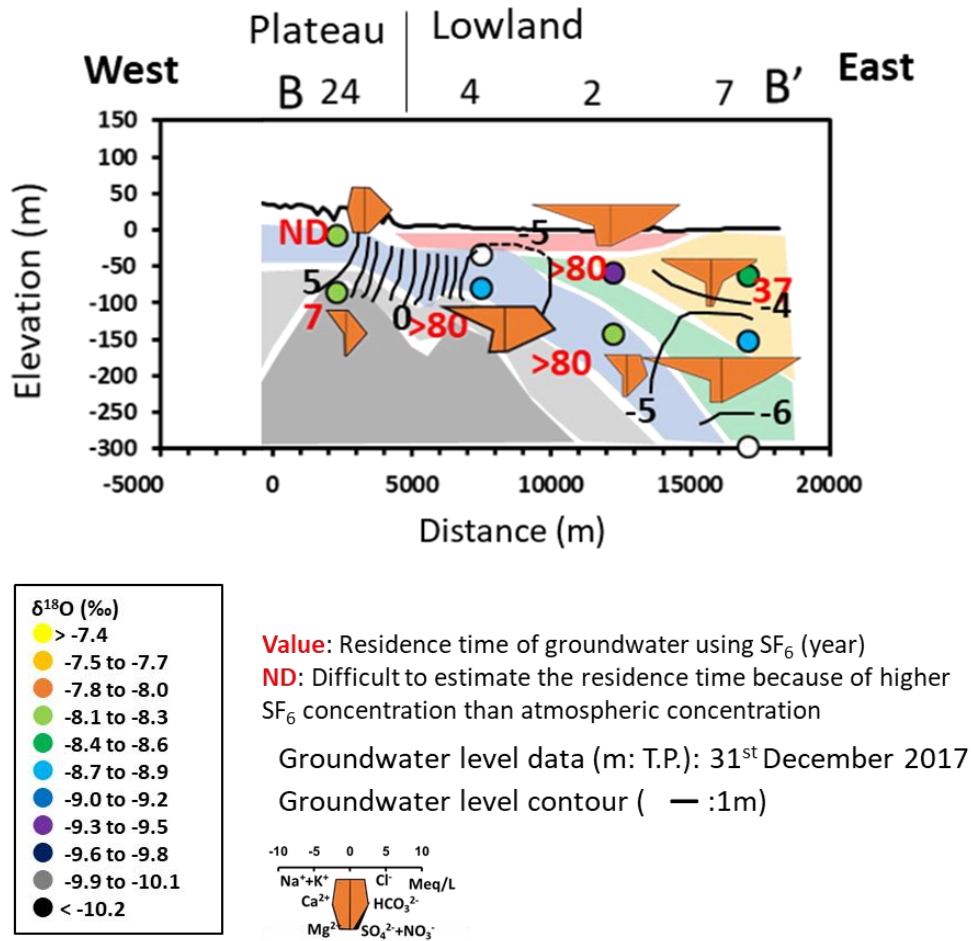 Plateau Lowland
West East
B 24 4 2 7 B'
150
100
50
0
-50
-100
-150
-200
-250
-300
Elevation (m)
ND
5
7
0
>80
-5
>80
>80
37
-4
-5
-6
-5000 0 5000 10000 15000 20000
Distance (m)
δ¹⁸O (‰)
> -7.4
-7.5 to -7.7
-7.8 to -8.0
-8.1 to -8.3
-8.4 to -8.6
-8.7 to -8.9
-9.0 to -9.2
-9.3 to -9.5
-9.6 to -9.8
-9.9 to -10.1
< -10.2
Value: Residence time of groundwater using SF₆ (year)
ND: Difficult to estimate the residence time because of higher
SF₆ concentration than atmospheric concentration
Groundwater level data (m: T.P.): 31ˢᵗ December 2017
Groundwater level contour ( — :1m)
-10 -5 0 5 10
Na⁺+K⁺ Cl⁻ Meq/L
Ca²⁺ HCO₃²⁻
Mg²⁻ SO₄²⁻+NO₃⁻